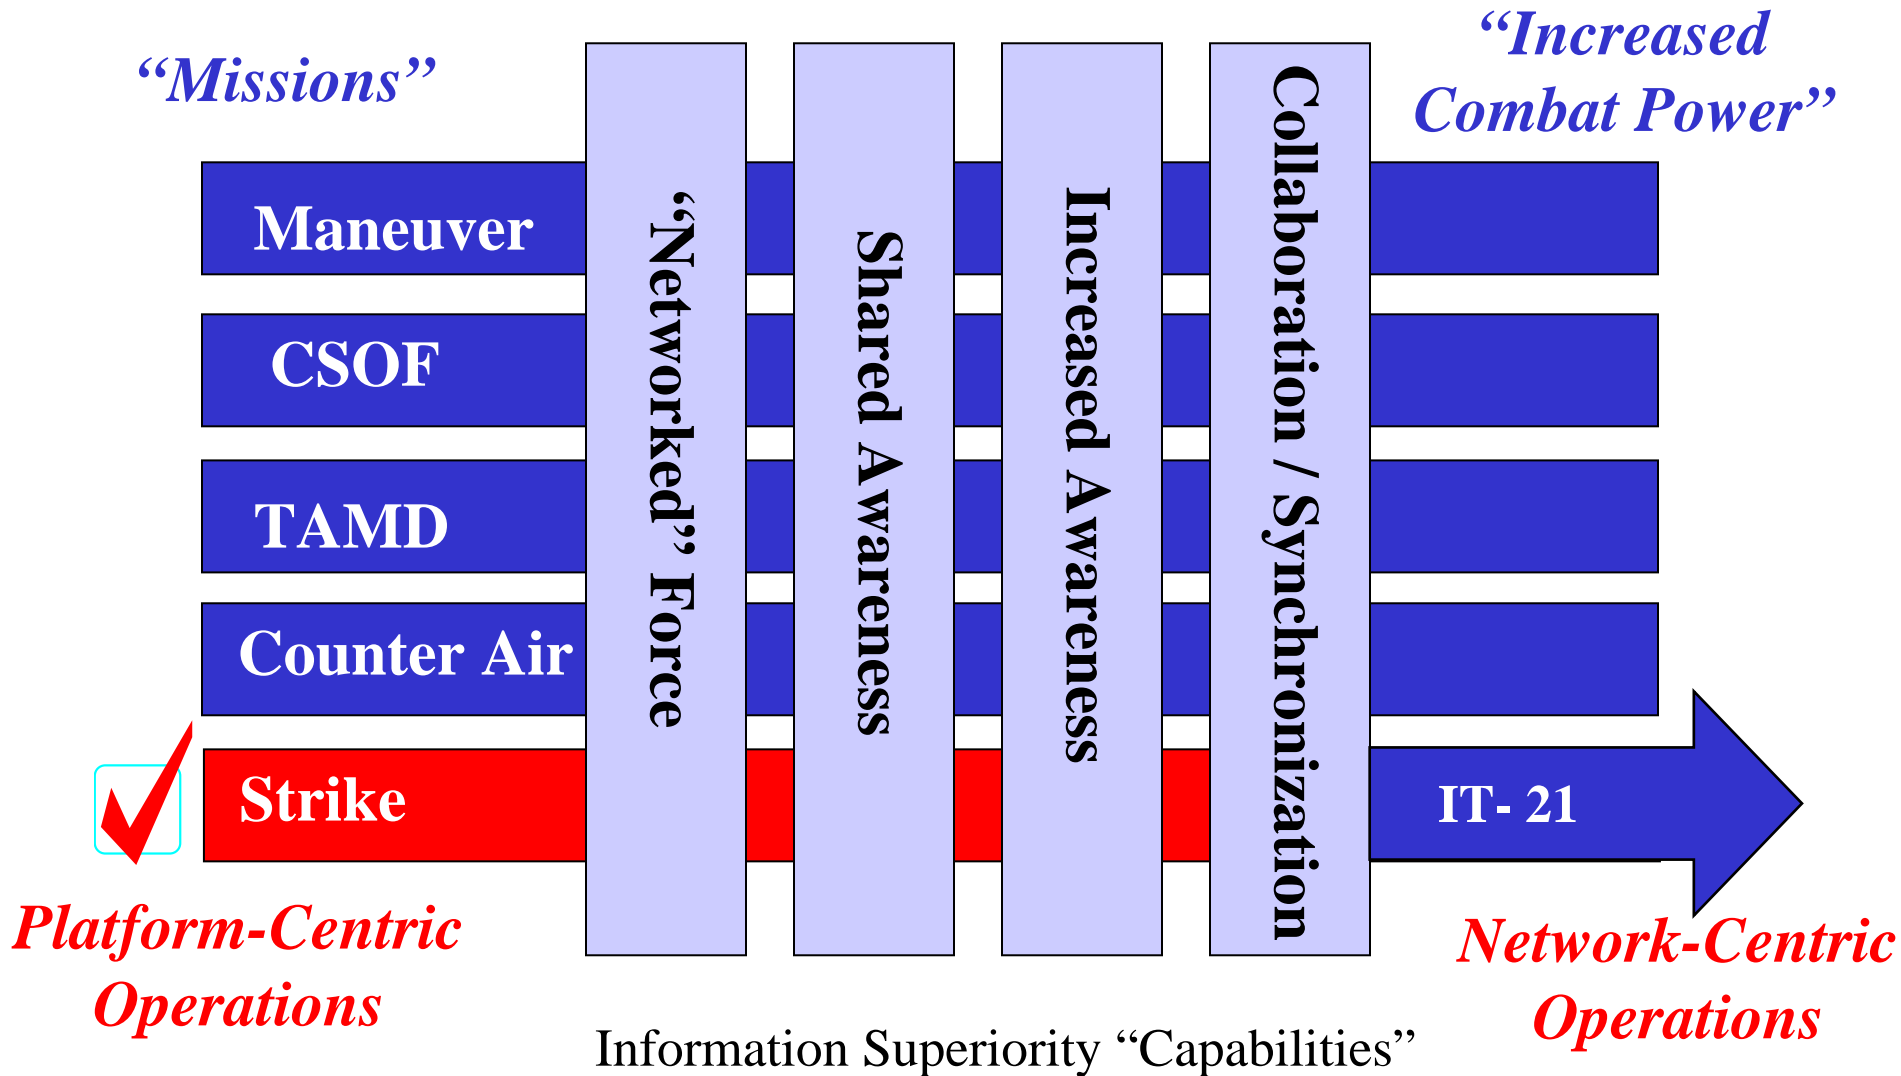 “Missions”
“Increased
Combat Power”
Maneuver
CSOF
TAMD
Counter Air
Strike
“Networked” Force
Shared Awareness
Increased Awareness
Collaboration / Synchronization
IT- 21
Platform-Centric
Operations
Network-Centric
Operations
Information Superiority “Capabilities”